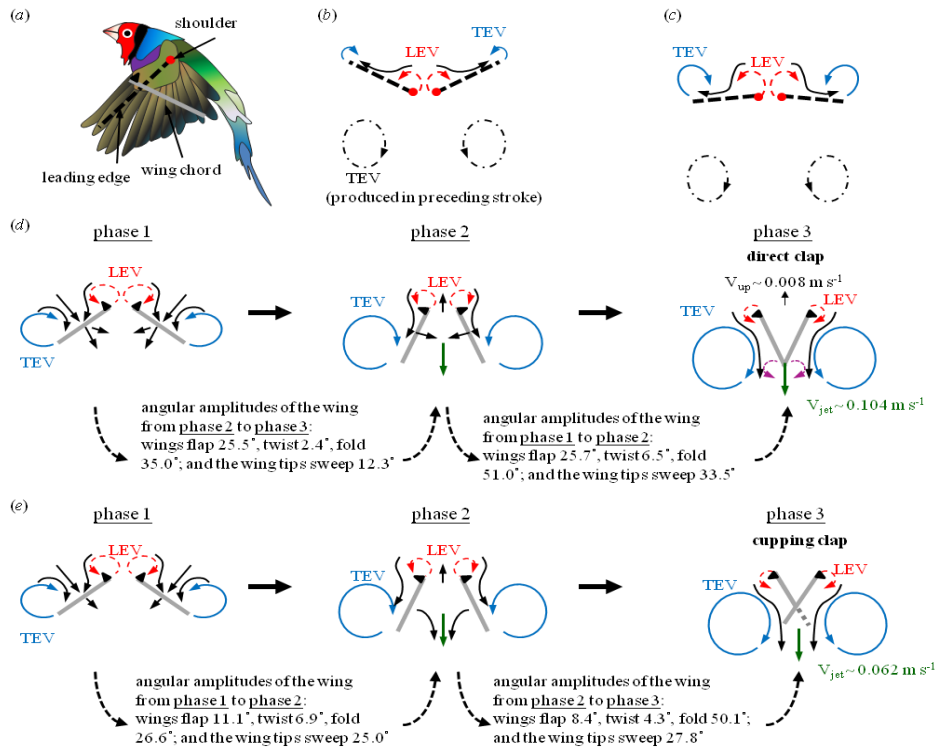 (a)
shoulder
leading edge
wing chord
(b)
LEV
TEV
TEV
(produced in preceding stroke)
(c)
TEV
LEV
(d)
phase 1
phase 2
phase 3
direct clap
LEV
TEV
LEV
V_up~0.008 m s⁻¹
TEV
LEV
V_jet~0.104 m s⁻¹
angular amplitudes of the wing
from phase 2 to phase 3:
wings flap 25.5˚, twist 2.4˚, fold
35.0˚; and the wing tips sweep 12.3˚
angular amplitudes of the wing
from phase 1 to phase 2:
wings flap 25.7˚, twist 6.5˚, fold
51.0˚; and the wing tips sweep 33.5˚
(e)
phase 1
phase 2
phase 3
cupping clap
LEV
TEV
LEV
TEV
TEV
LEV
V_jet~0.062 m s⁻¹
angular amplitudes of the wing
from phase 1 to phase 2:
wings flap 11.1˚, twist 6.9˚, fold
26.6˚; and the wing tips sweep 25.0˚
angular amplitudes of the wing
from phase 2 to phase 3:
wings flap 8.4˚, twist 4.3˚, fold 50.1˚;
and the wing tips sweep 27.8˚